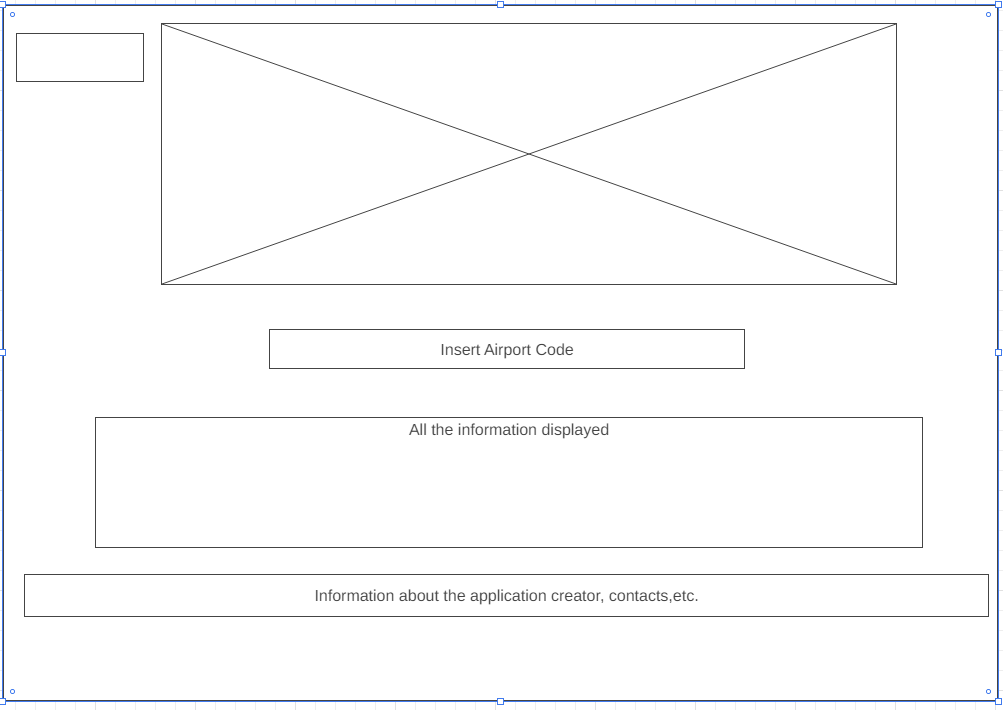 Insert Airport Code
All the information displayed
Information about the application creator, contacts,etc.